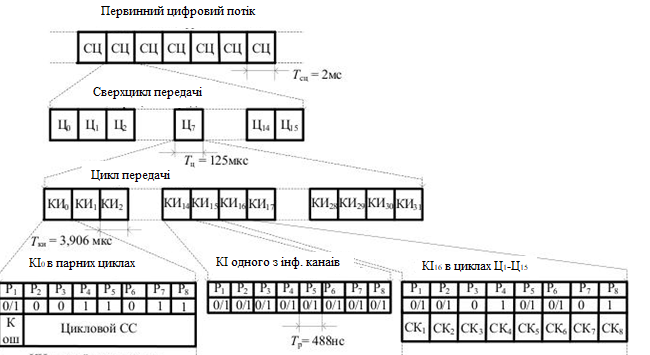 Первинний цифровий потік
СЦ СЦ СЦ СЦ СЦ СЦ СЦ
Tсц = 2мс
Сверхцикл передачі
Ц0 Ц1 Ц2 Ц7 Ц14 Ц15
Tц = 125мкс
Цикл передачі
КИ0 КИ1 КИ2 КИ14 КИ15 КИ16 КИ17 КИ28 КИ29 КИ30 КИ31
Tки = 3,906 мкс
КІ0 в парних циклах
P1 P2 P3 P4 P5 P6 P7 P8
0/1 0 0 1 1 0 1 1
К ош Цикловой СС
КІ одного з інф. канаів
P1 P2 P3 P4 P5 P6 P7 P8
0/1 0/1 0/1 0/1 0/1 0/1 0/1 0/1
Tр= 488нс
КІ16 в циклах Ц1-Ц15
P1 P2 P3 P4 P5 P6 P7 P8
0/1 0/1 0 1 0/1 0/1 0 1
СК1 СК2 СК3 СК4 СК5 СК6 СК7 СК8